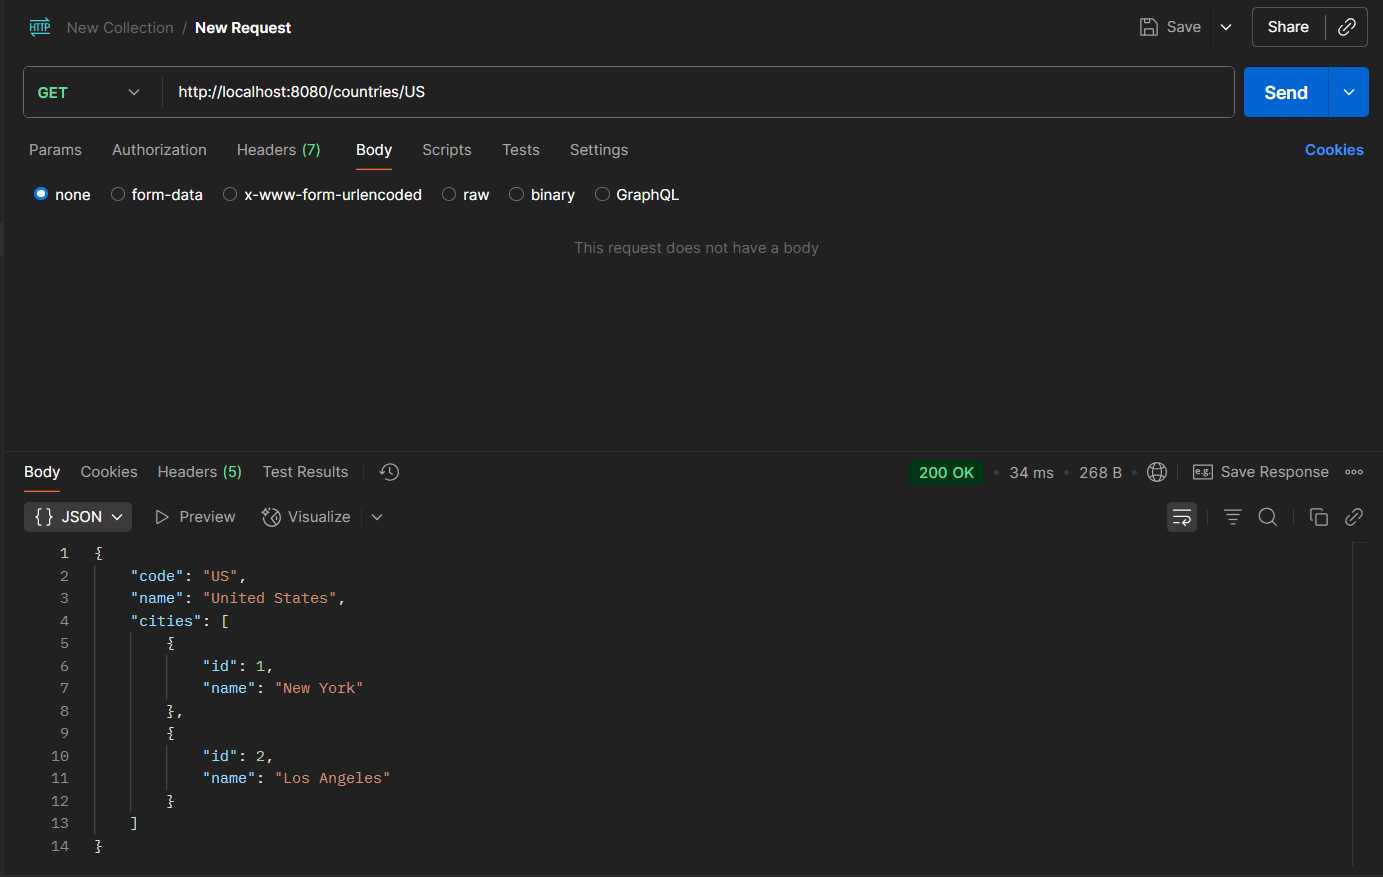 HTTP New Collection / New Request Save Share
GET http://localhost:8080/countries/US Send
Params Authorization Headers (7) Body Scripts Tests Settings Cookies
none form-data x-www-form-urlencoded raw binary GraphQL
This request does not have a body
Body Cookies Headers (5) Test Results 200 OK • 34 ms • 268 B • e.g. Save Response
{} JSON Preview Visualize
1 {
2 "code": "US",
3 "name": "United States",
4 "cities": [
5 {
6 "id": 1,
7 "name": "New York"
8 },
9 {
10 "id": 2,
11 "name": "Los Angeles"
12 }
13 ]
14 }